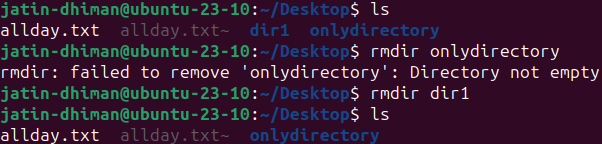 jatin-dhiman@ubuntu-23-10:~/Desktop$ ls
allday.txt  allday.txt~  dir1  onlydirectory
jatin-dhiman@ubuntu-23-10:~/Desktop$ rmdir onlydirectory
rmdir: failed to remove 'onlydirectory': Directory not empty
jatin-dhiman@ubuntu-23-10:~/Desktop$ rmdir dir1
jatin-dhiman@ubuntu-23-10:~/Desktop$ ls
allday.txt  allday.txt~  onlydirectory